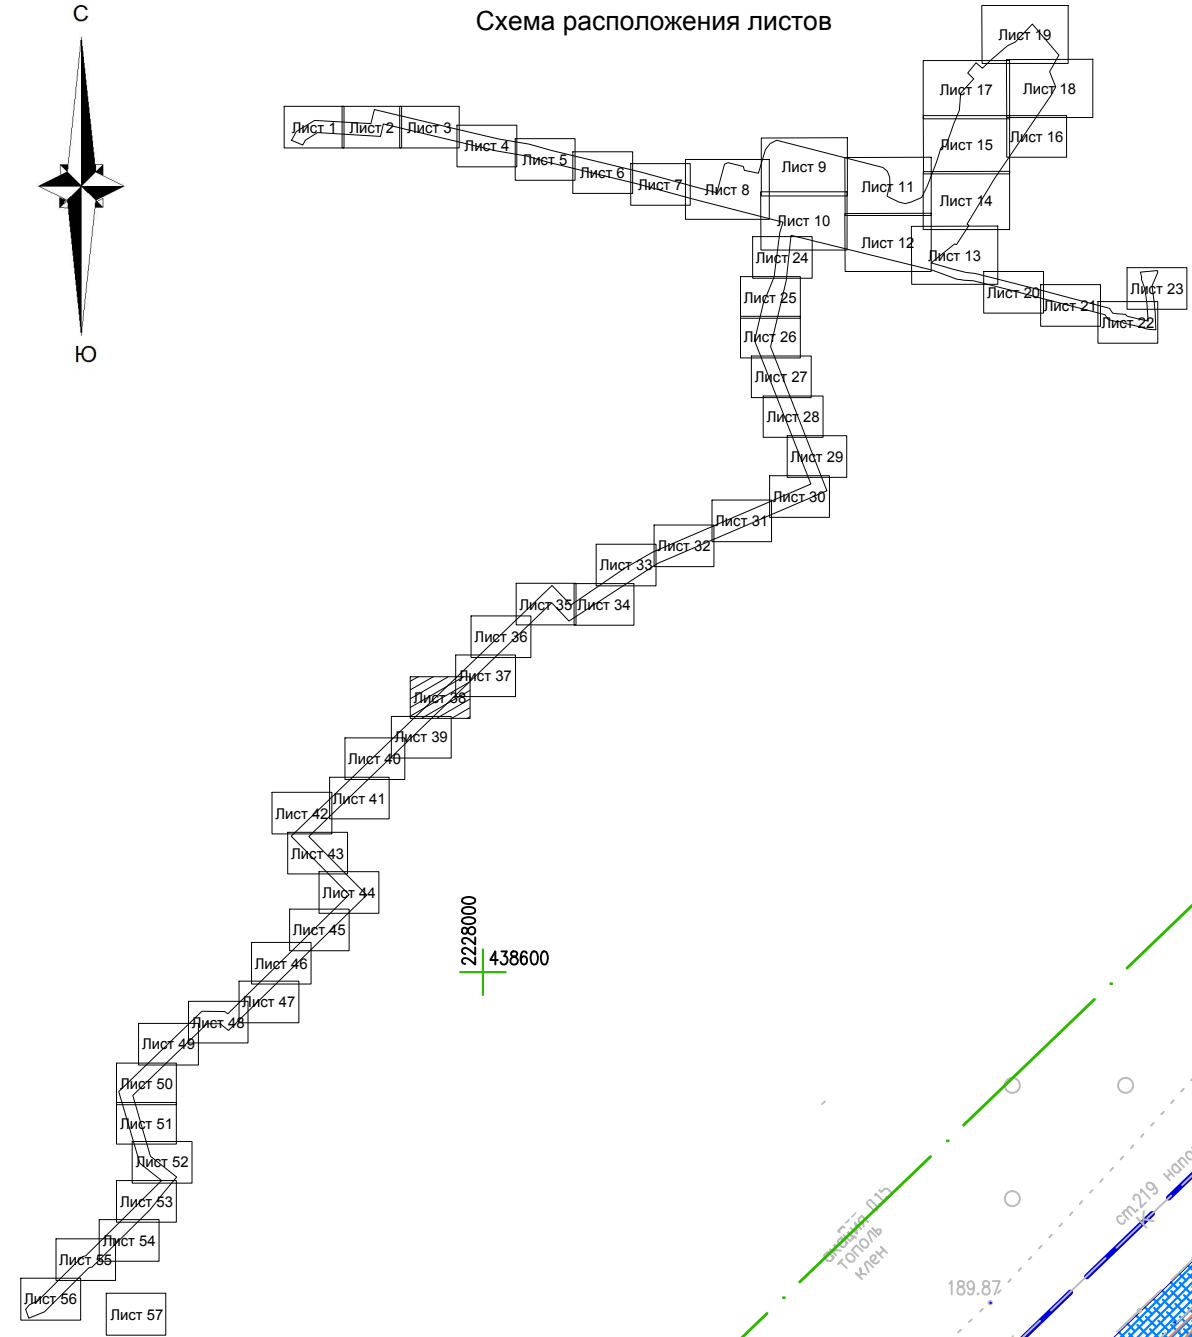 С
Схема расположения листов
Ю
Лист 1
Лист 2
Лист 3
Лист 4
Лист 5
Лист 6
Лист 7
Лист 8
Лист 9
Лист 10
Лист 11
Лист 12
Лист 13
Лист 14
Лист 15
Лист 16
Лист 17
Лист 18
Лист 19
Лист 20
Лист 21
Лист 22
Лист 23
Лист 24
Лист 25
Лист 26
Лист 27
Лист 28
Лист 29
Лист 30
Лист 31
Лист 32
Лист 33
Лист 34
Лист 35
Лист 36
Лист 37
Лист 38
Лист 39
Лист 40
Лист 41
Лист 42
Лист 43
Лист 44
Лист 45
Лист 46
Лист 47
Лист 48
Лист 49
Лист 50
Лист 51
Лист 52
Лист 53
Лист 54
Лист 55
Лист 56
Лист 57
2228000
438600
акация 0.15
тополь
клен
ст.219
К
189.87